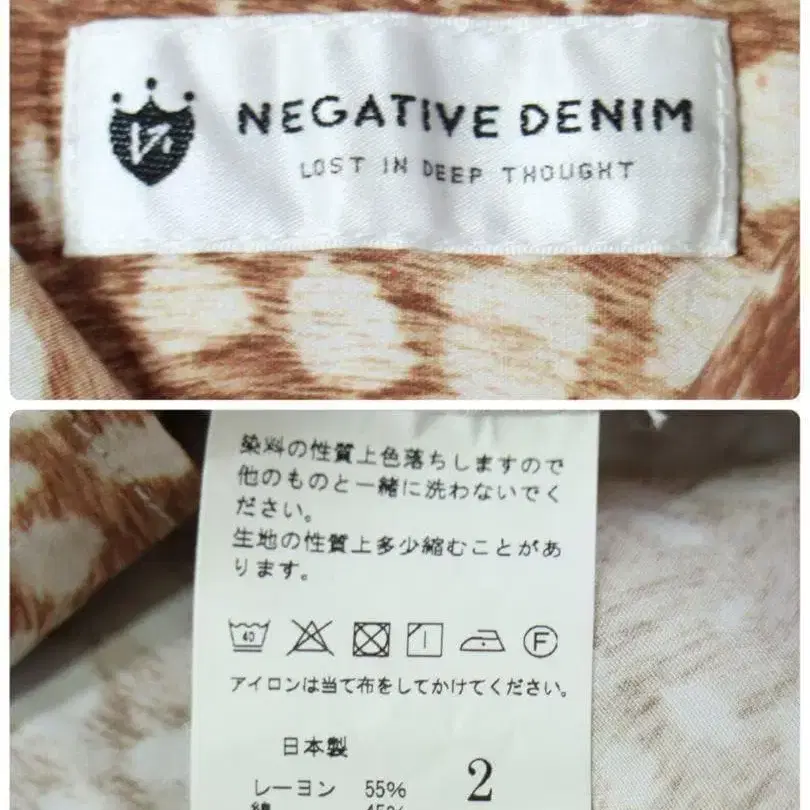 NEGATIVE DENIM
LOST IN DEEP THOUGHT
染料の性質上色落ちしますので
他のものと一緒に洗わないでく
ださい。
生地の性質上多少縮むことがあ
ります。
40
F
アイロンは当て布をしてかけてください。
日本製
2
レーヨン 55%
綿 45%